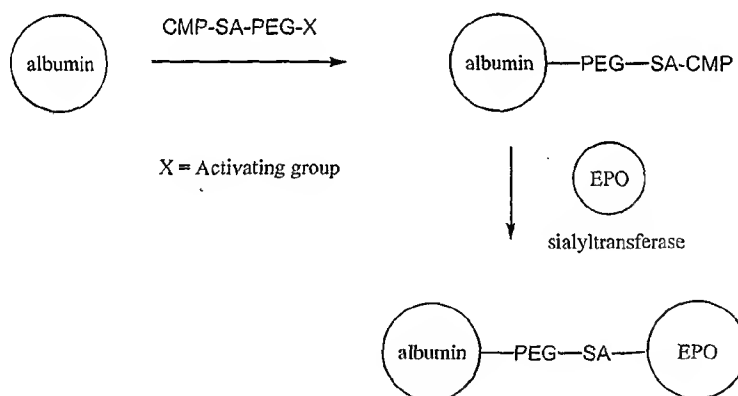 CMP-SA-PEG-X
albumin
albumin—PEG—SA-CMP
X = Activating group
EPO
sialyltransferase
albumin—PEG—SA—EPO